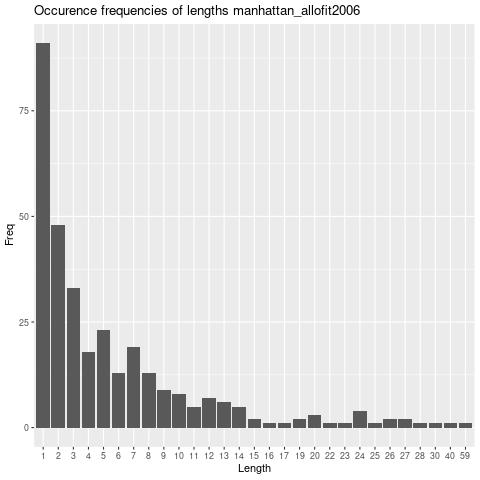 Occurence frequencies of lengths manhattan_allofit2006
75
50
25
0
Freq
1 2 3 4 5 6 7 8 9 10 11 12 13 14 15 16 17 19 20 22 23 24 25 26 27 28 30 40 59
Length